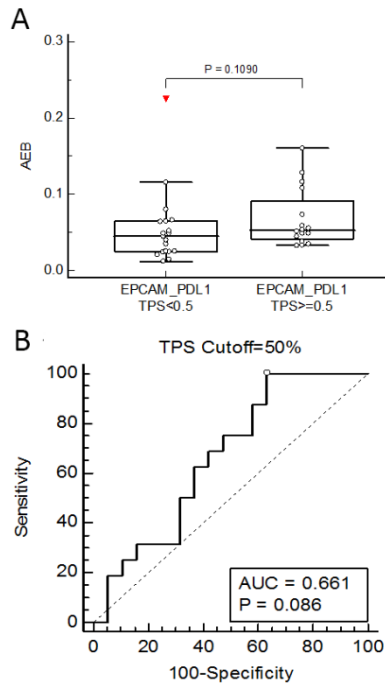 A
P = 0.1090
0.3
0.2
0.1
0.0
AEB
EPCAM_PDL1
TPS<0.5
EPCAM_PDL1
TPS>=0.5
B
TPS Cutoff=50%
100
80
60
40
20
0
Sensitivity
AUC = 0.661
P = 0.086
0 20 40 60 80 100
100-Specificity